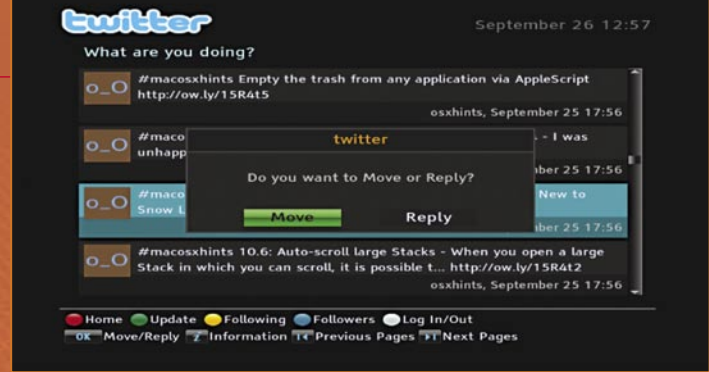 twitter
September 26 12:57
What are you doing?
o_O
#macosxhints Empty the trash from any application via AppleScript
http://ow.ly/15R4t5
osxhints, September 25 17:56
o_O
#maco
. - I was
unhapp
mber 25 17:56
twitter
Do you want to Move or Reply?
Move
Reply
o_O
#maco
New to
Snow L
mber 25 17:56
o_O
#macosxhints 10.6: Auto-scroll large Stacks - When you open a large
Stack in which you can scroll, it is possible t... http://ow.ly/15R4t2
osxhints, September 25 17:56
Home Update Following Followers Log In/Out
OK Move/Reply i Information Previous Pages Next Pages